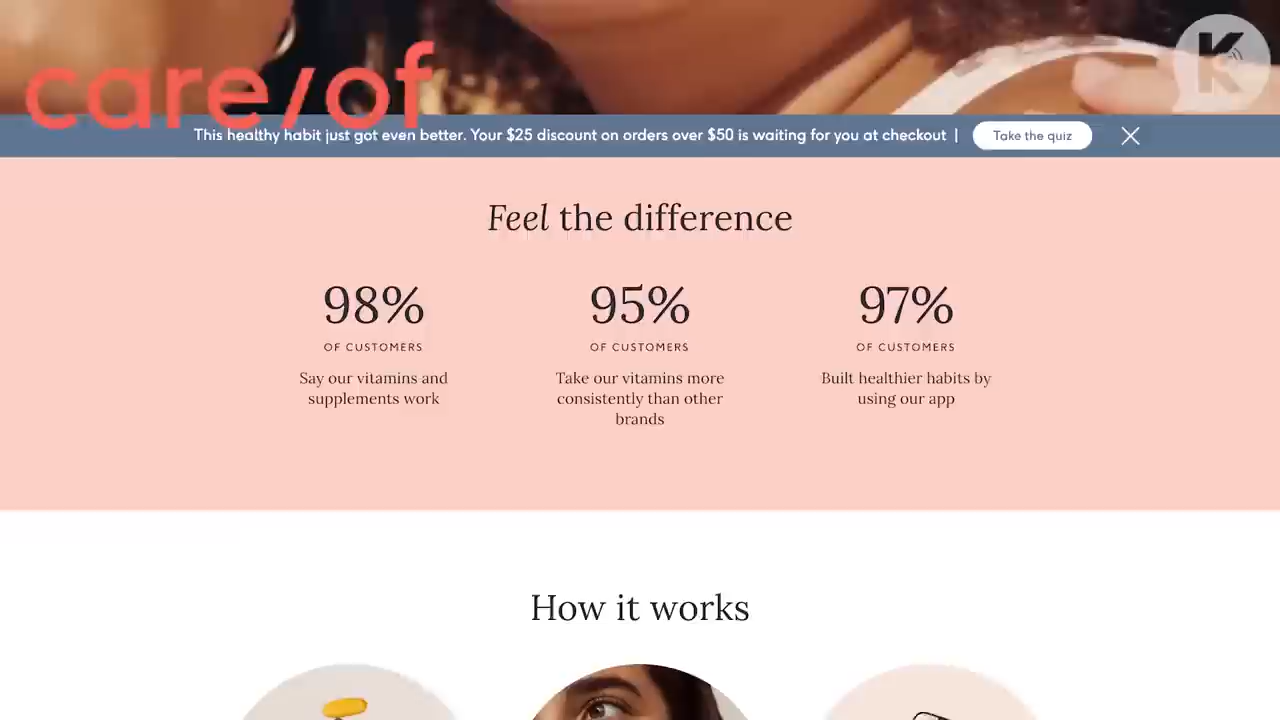 care/of
K
This healthy habit just got even better. Your $25 discount on orders over $50 is waiting for you at checkout | Take the quiz
Feel the difference
98%
OF CUSTOMERS
Say our vitamins and
supplements work
95%
OF CUSTOMERS
Take our vitamins more
consistently than other
brands
97%
OF CUSTOMERS
Built healthier habits by
using our app
How it works